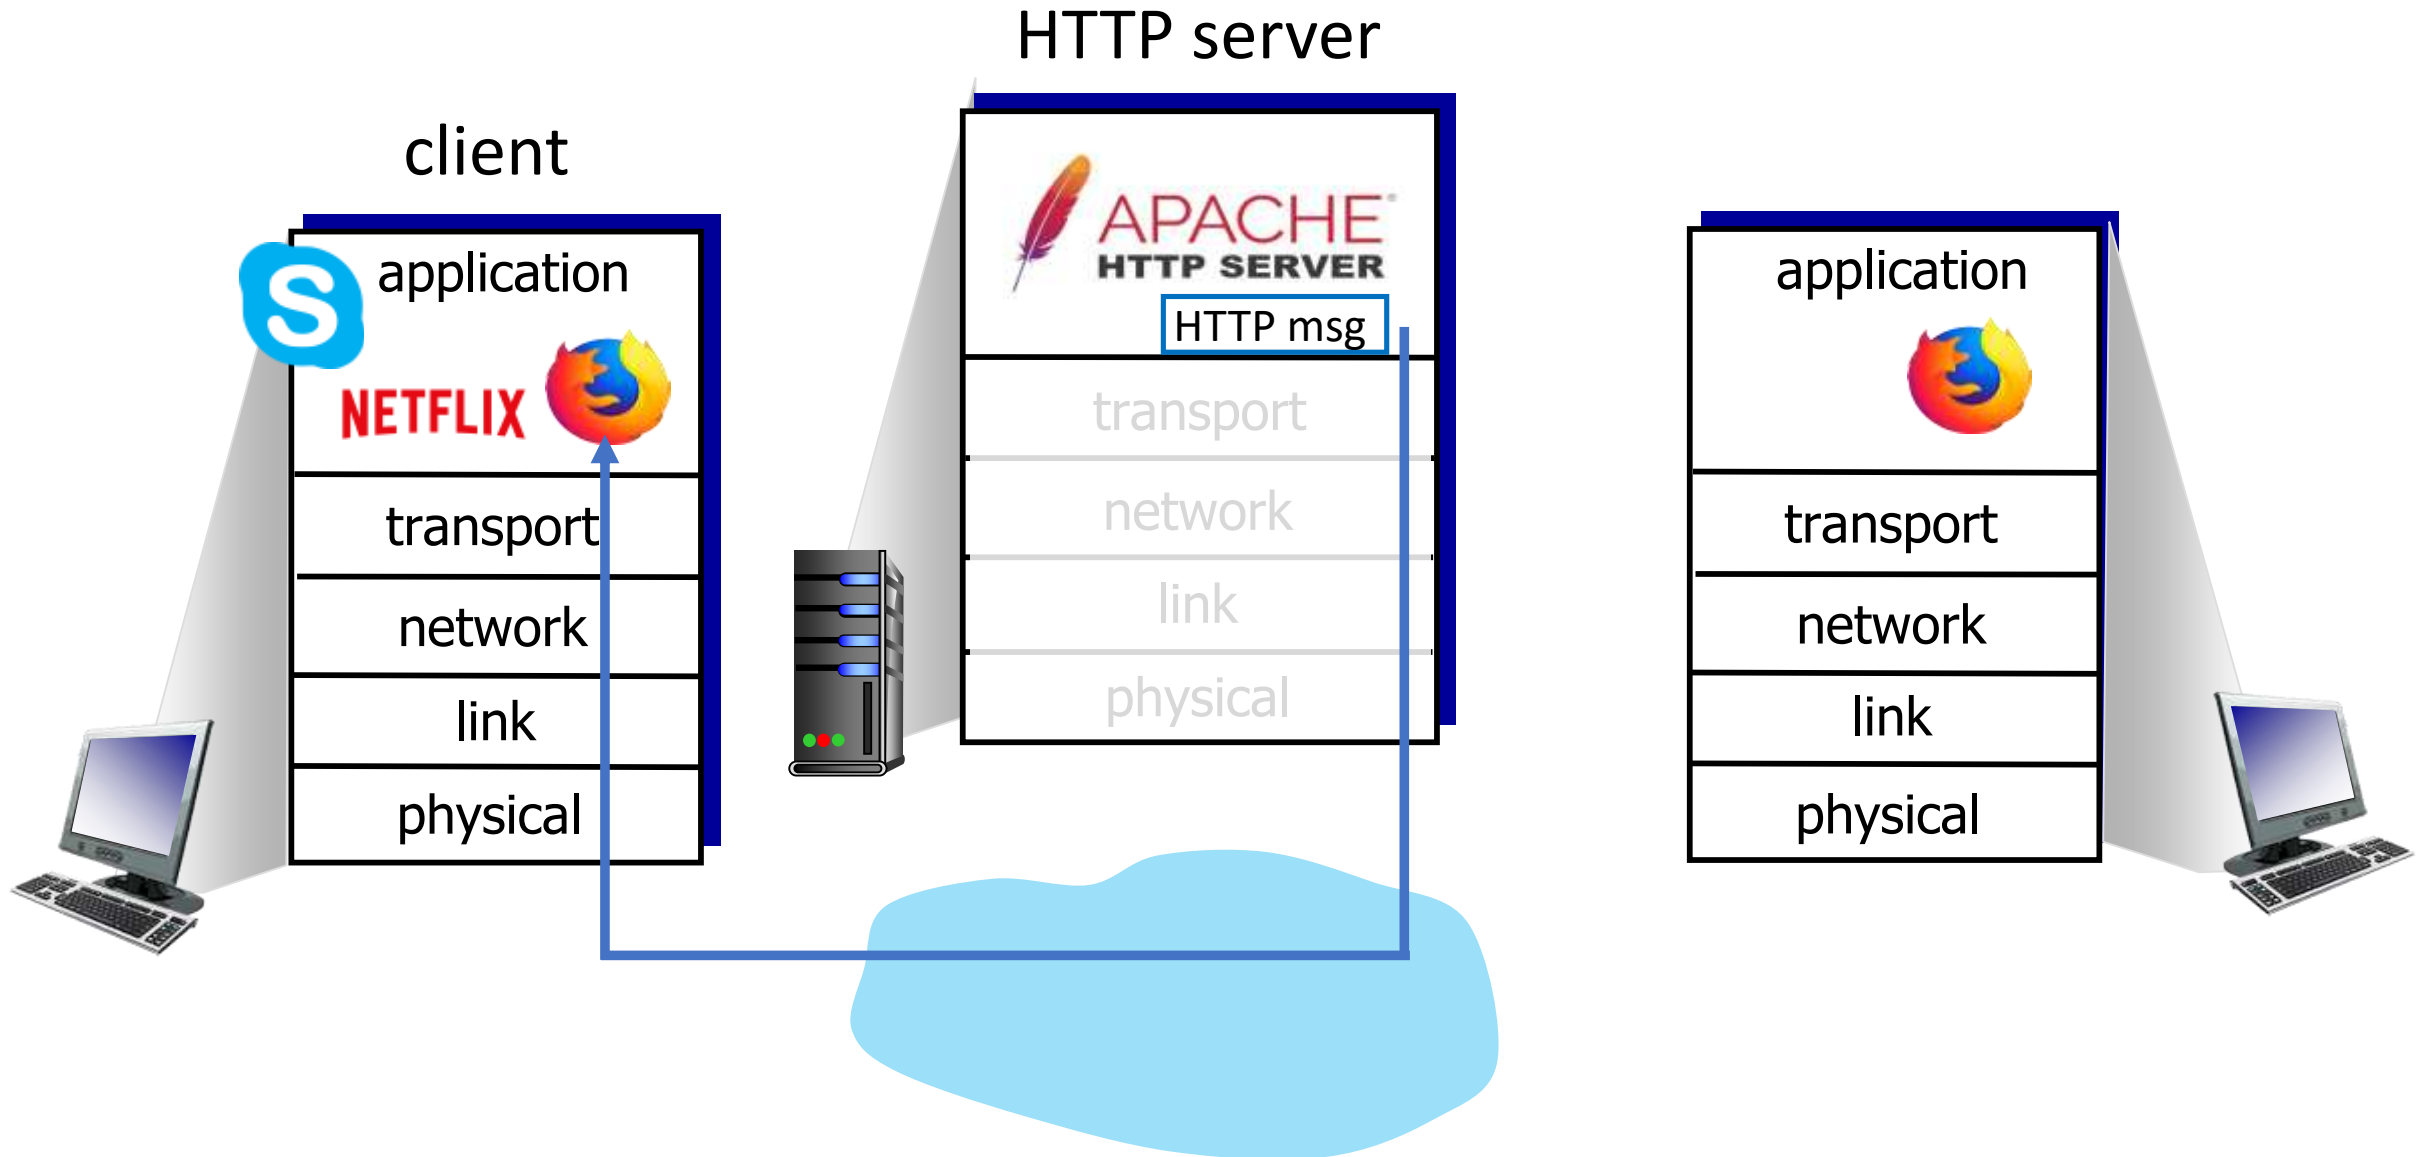 HTTP server
client
application
NETFLIX
transport
network
link
physical
APACHE®
HTTP SERVER
HTTP msg
transport
network
link
physical
application
transport
network
link
physical